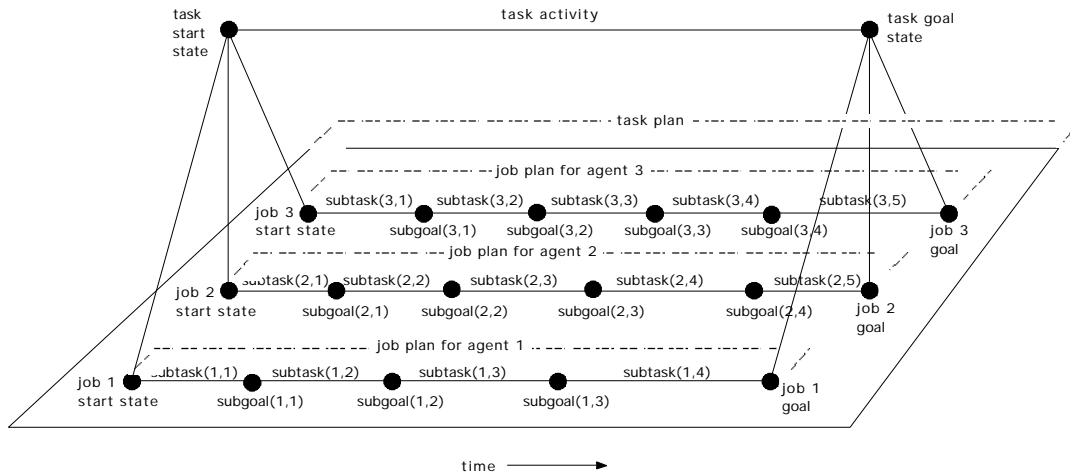 task activity
task
start
state
task goal
state
task plan
job plan for agent 3
subtask(3,1)
subtask(3,2)
subtask(3,3)
subtask(3,4)
subtask(3,5)
job 3
start state
subgoal(3,1)
subgoal(3,2)
subgoal(3,3)
subgoal(3,4)
job 3
goal
job plan for agent 2
subtask(2,1)
subtask(2,2)
subtask(2,3)
subtask(2,4)
subtask(2,5)
job 2
start state
subgoal(2,1)
subgoal(2,2)
subgoal(2,3)
subgoal(2,4)
job 2
goal
job plan for agent 1
subtask(1,1)
subtask(1,2)
subtask(1,3)
subtask(1,4)
job 1
start state
subgoal(1,1)
subgoal(1,2)
subgoal(1,3)
job 1
goal
time